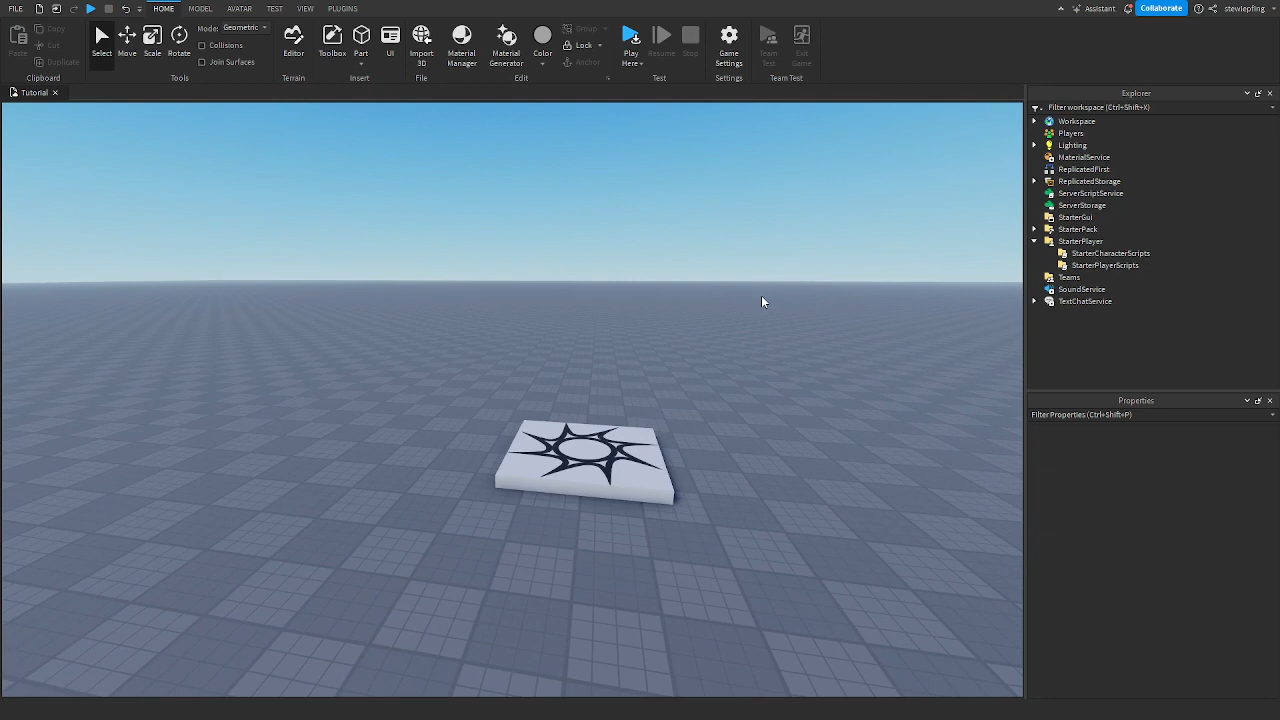 FILE HOME MODEL AVATAR TEST VIEW PLUGINS Assistant Collaborate stewiepfing
Paste Copy Cut Duplicate Clipboard
Select Move Scale Rotate Mode: Geometric Collisions Join Surfaces Tools
Editor Terrain
Toolbox Part UI Insert
Import 3D File
Material Manager Material Generator Color Group Lock Anchor Edit
Play Here Resume Stop Test
Game Settings Settings
Team Test Exit Game Team Test
Tutorial
Explorer
Filter workspace (Ctrl+Shift+X)
Workspace
Players
Lighting
MaterialService
ReplicatedFirst
ReplicatedStorage
ServerScriptService
ServerStorage
StarterGui
StarterPack
StarterPlayer
StarterCharacterScripts
StarterPlayerScripts
Teams
SoundService
TextChatService
Properties
Filter Properties (Ctrl+Shift+P)